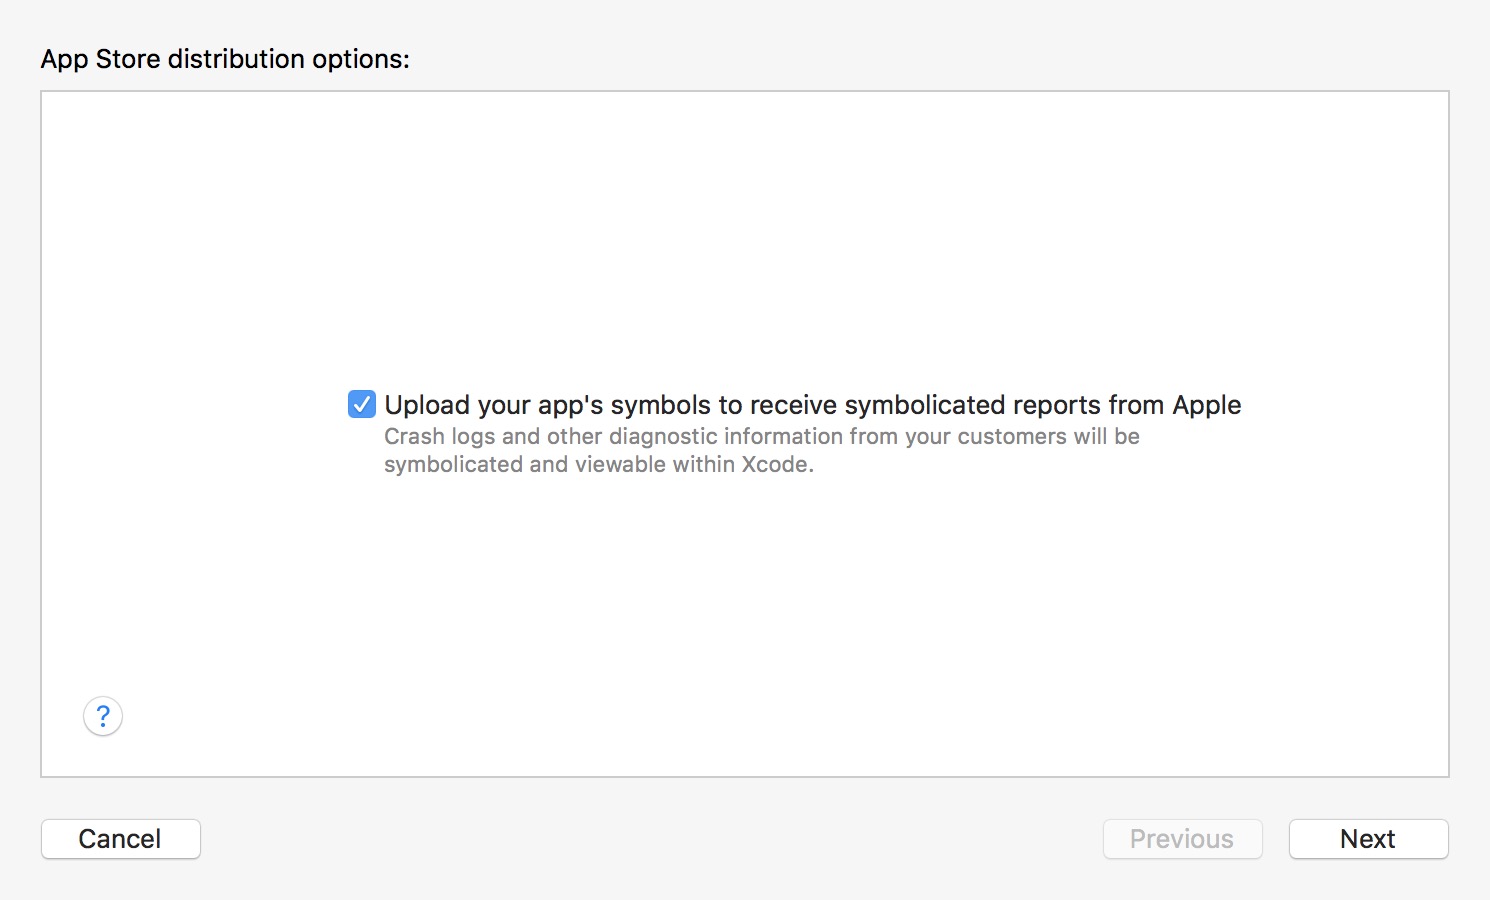 App Store distribution options:
Upload your app's symbols to receive symbolicated reports from Apple
Crash logs and other diagnostic information from your customers will be
symbolicated and viewable within Xcode.
?
Cancel
Previous
Next